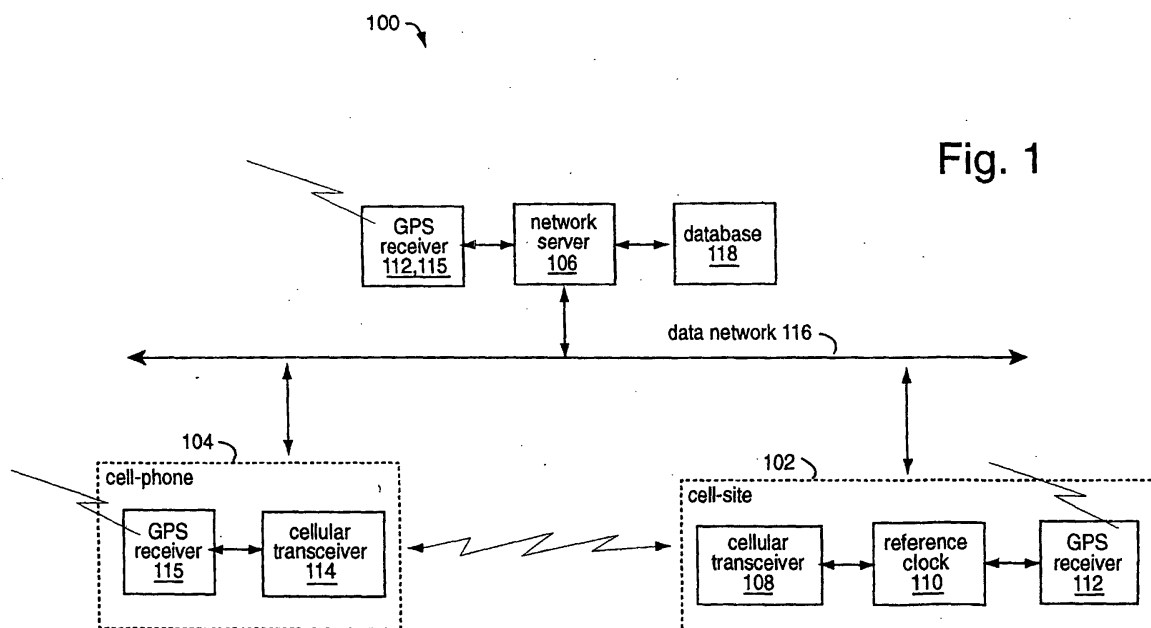 100
Fig. 1
GPS
receiver
112,115
network
server
106
database
118
data network 116
104
cell-phone
GPS
receiver
115
cellular
transceiver
114
102
cell-site
cellular
transceiver
108
reference
clock
110
GPS
receiver
112